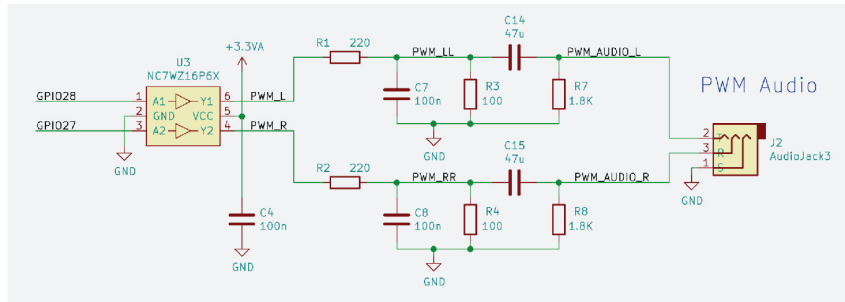 C14
47u
+3.3VA
R1 220
PWM_LL
PWM_AUDIO_L
U3
NC7WZ16P6X
C7
100n
R3
100
R7
1.8K
PWM Audio
GPIO28
1 A1 Y1 6
PWM_L
2 GND VCC 5
GPIO27
3 A2 Y2 4
PWM_R
GND
GND
C15
47u
2 T
3 R
1 S
J2
AudioJack3
R2 220
PWM_RR
PWM_AUDIO_R
GND
C4
100n
C8
100n
R4
100
R8
1.8K
GND
GND